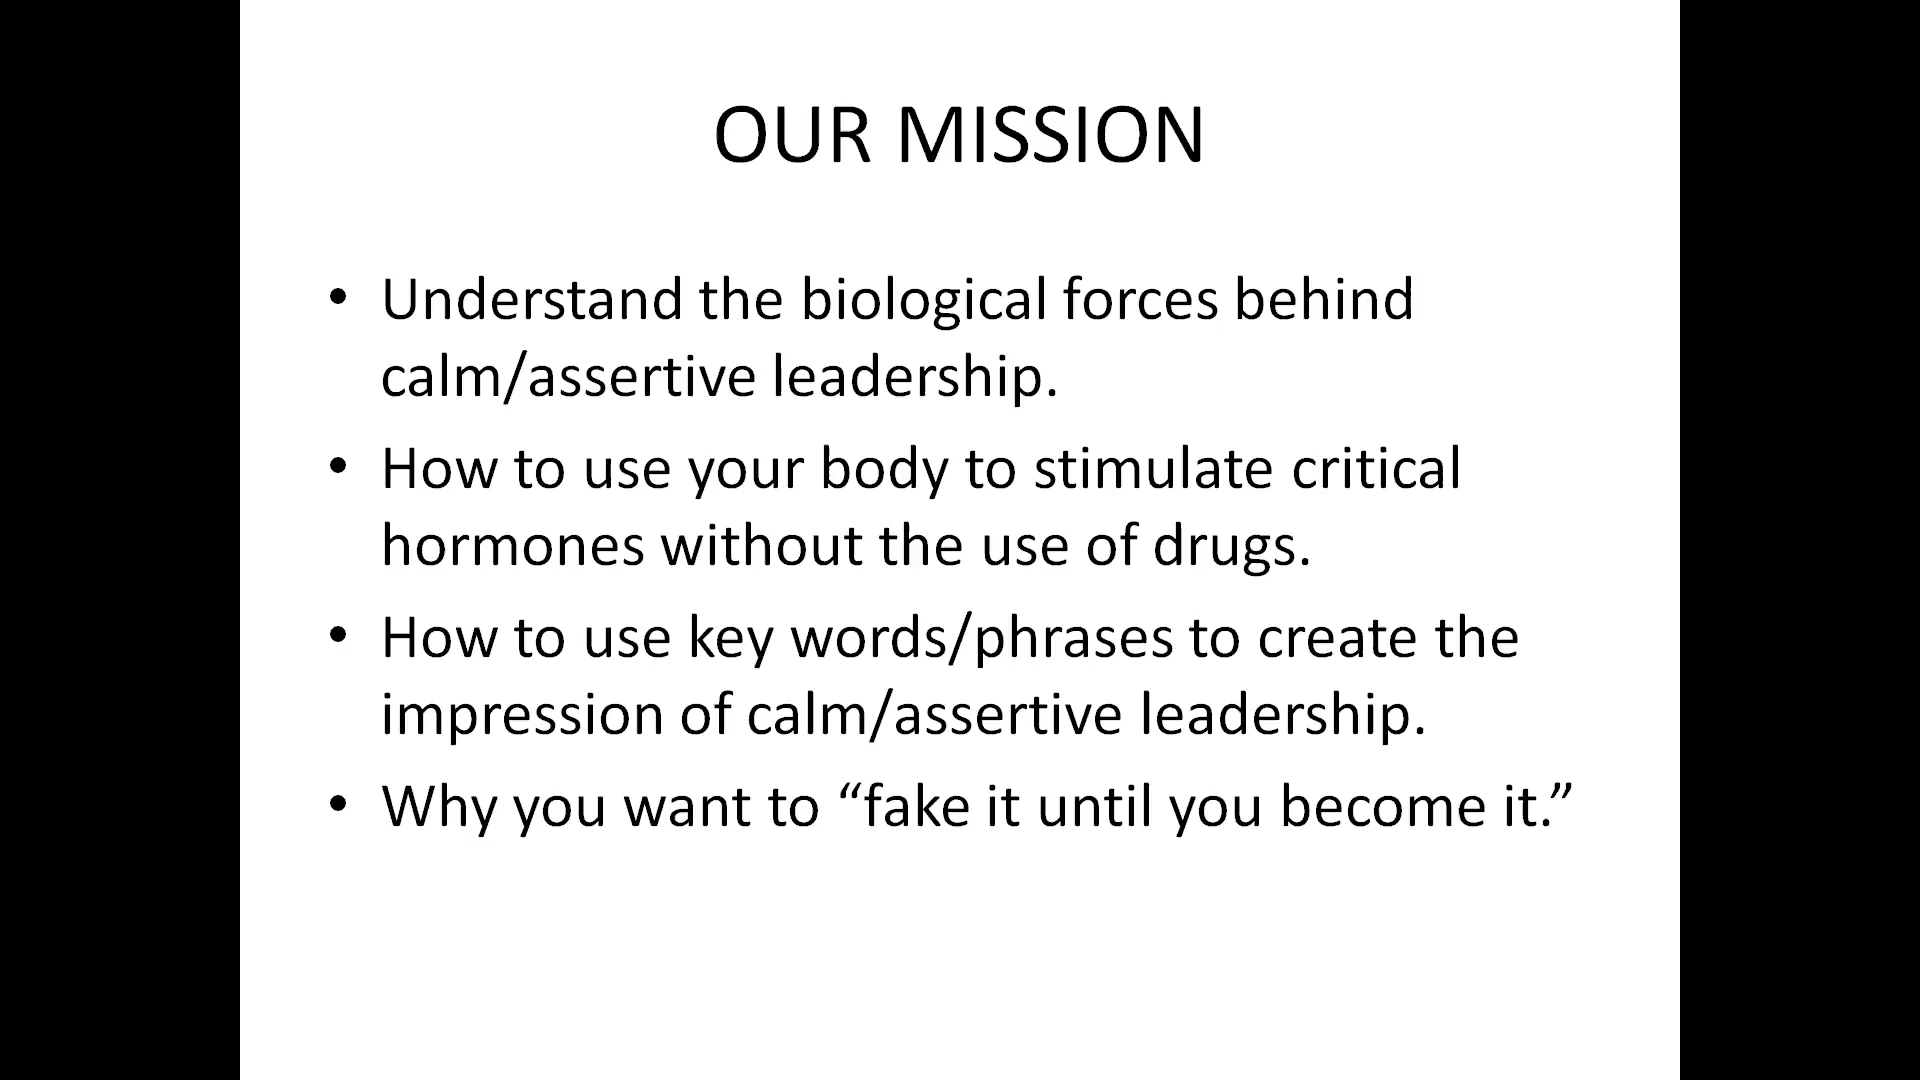 OUR MISSION
• Understand the biological forces behind
calm/assertive leadership.
• How to use your body to stimulate critical
hormones without the use of drugs.
• How to use key words/phrases to create the
impression of calm/assertive leadership.
• Why you want to “fake it until you become it.”